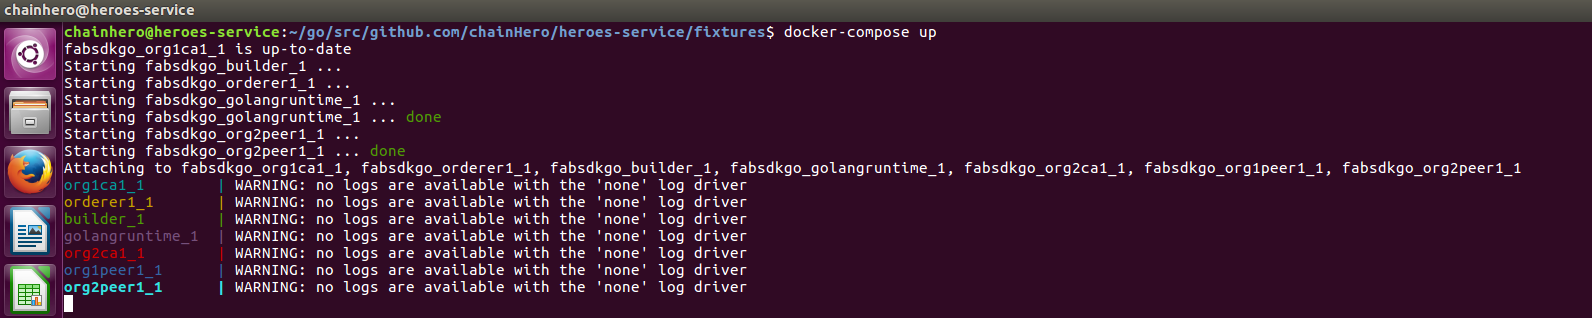 chainhero@heroes-service
chainhero@heroes-service:~/go/src/github.com/chainHero/heroes-service/fixtures$ docker-compose up
fabsdkgo_org1ca1_1 is up-to-date
Starting fabsdkgo_builder_1 ...
Starting fabsdkgo_orderer1_1 ...
Starting fabsdkgo_golangruntime_1 ...
Starting fabsdkgo_golangruntime_1 ... done
Starting fabsdkgo_org2peer1_1 ...
Starting fabsdkgo_org2peer1_1 ... done
Attaching to fabsdkgo_org1ca1_1, fabsdkgo_orderer1_1, fabsdkgo_builder_1, fabsdkgo_golangruntime_1, fabsdkgo_org2ca1_1, fabsdkgo_org1peer1_1, fabsdkgo_org2peer1_1
org1ca1_1        | WARNING: no logs are available with the 'none' log driver
orderer1_1       | WARNING: no logs are available with the 'none' log driver
builder_1        | WARNING: no logs are available with the 'none' log driver
golangruntime_1  | WARNING: no logs are available with the 'none' log driver
org2ca1_1        | WARNING: no logs are available with the 'none' log driver
org1peer1_1      | WARNING: no logs are available with the 'none' log driver
org2peer1_1      | WARNING: no logs are available with the 'none' log driver